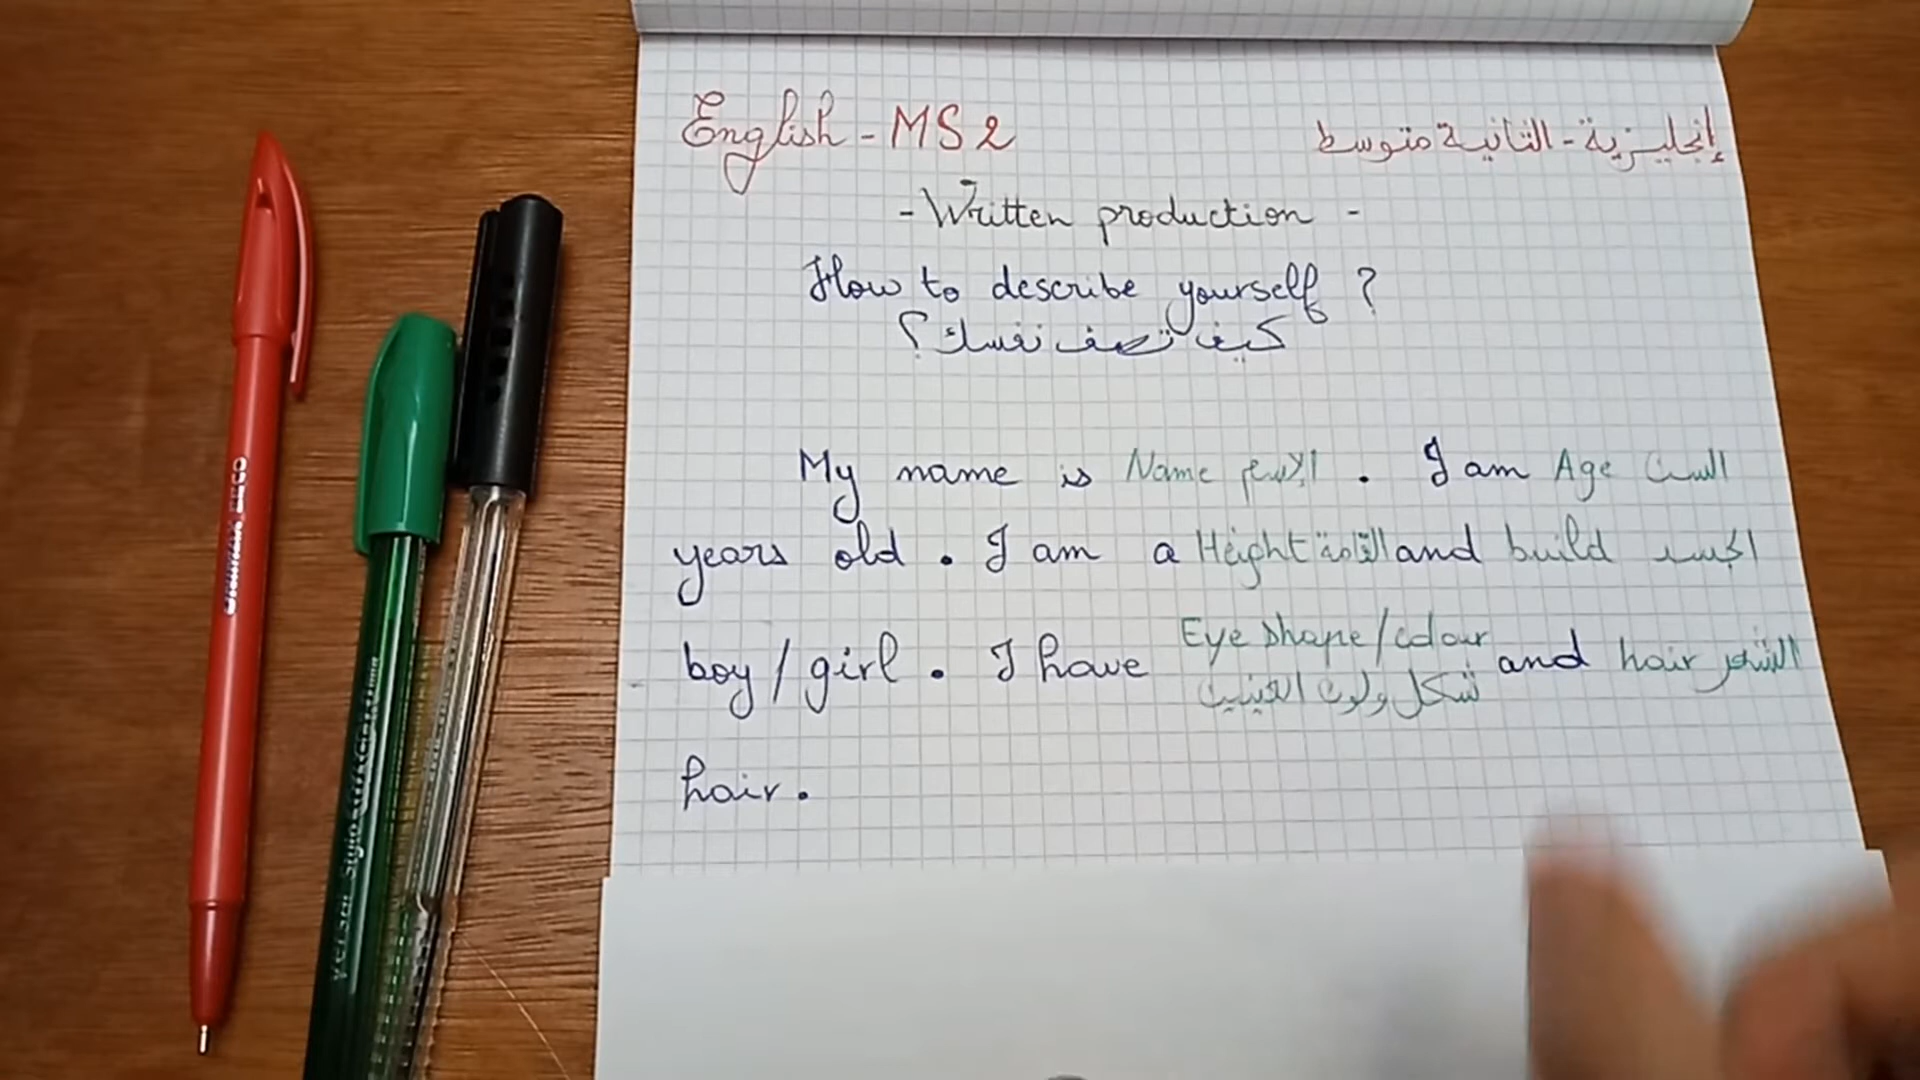 English - MS2 إنجليزية - الثانية متوسط
- Written production -
How to describe yourself ?
كيف تصف نفسك؟
My name is Name الإسم . I am Age السن
years old . I am a Height القامة and build الجسد
boy / girl . I have Eye shape / colour شكل ولون العينين and hair الشعر
hair .